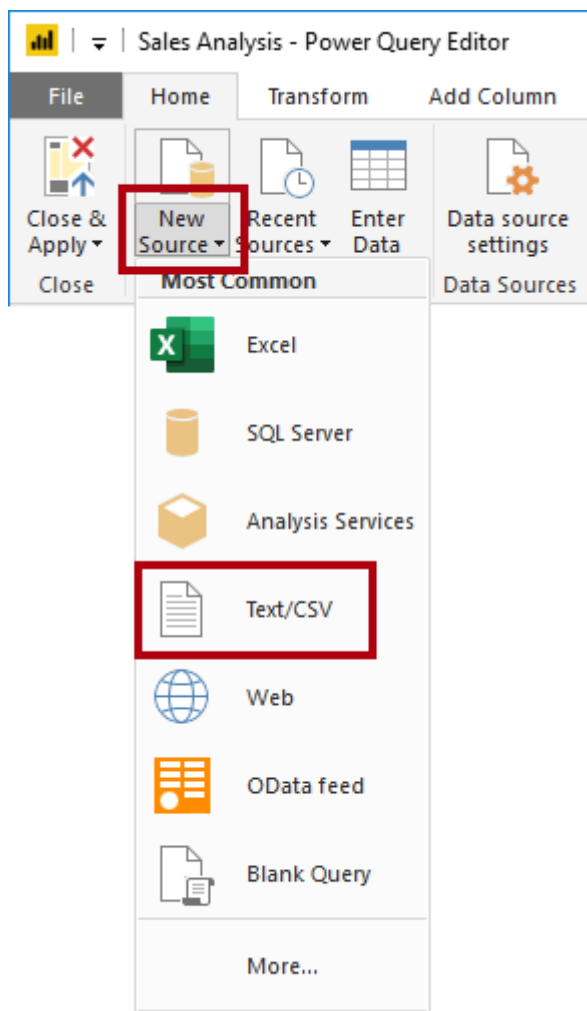 Sales Analysis - Power Query Editor
File Home Transform Add Column
Close & Apply
New Source
Recent Sources
Enter Data
Data source settings
Close
Data Sources
Most Common
Excel
SQL Server
Analysis Services
Text/CSV
Web
OData feed
Blank Query
More...